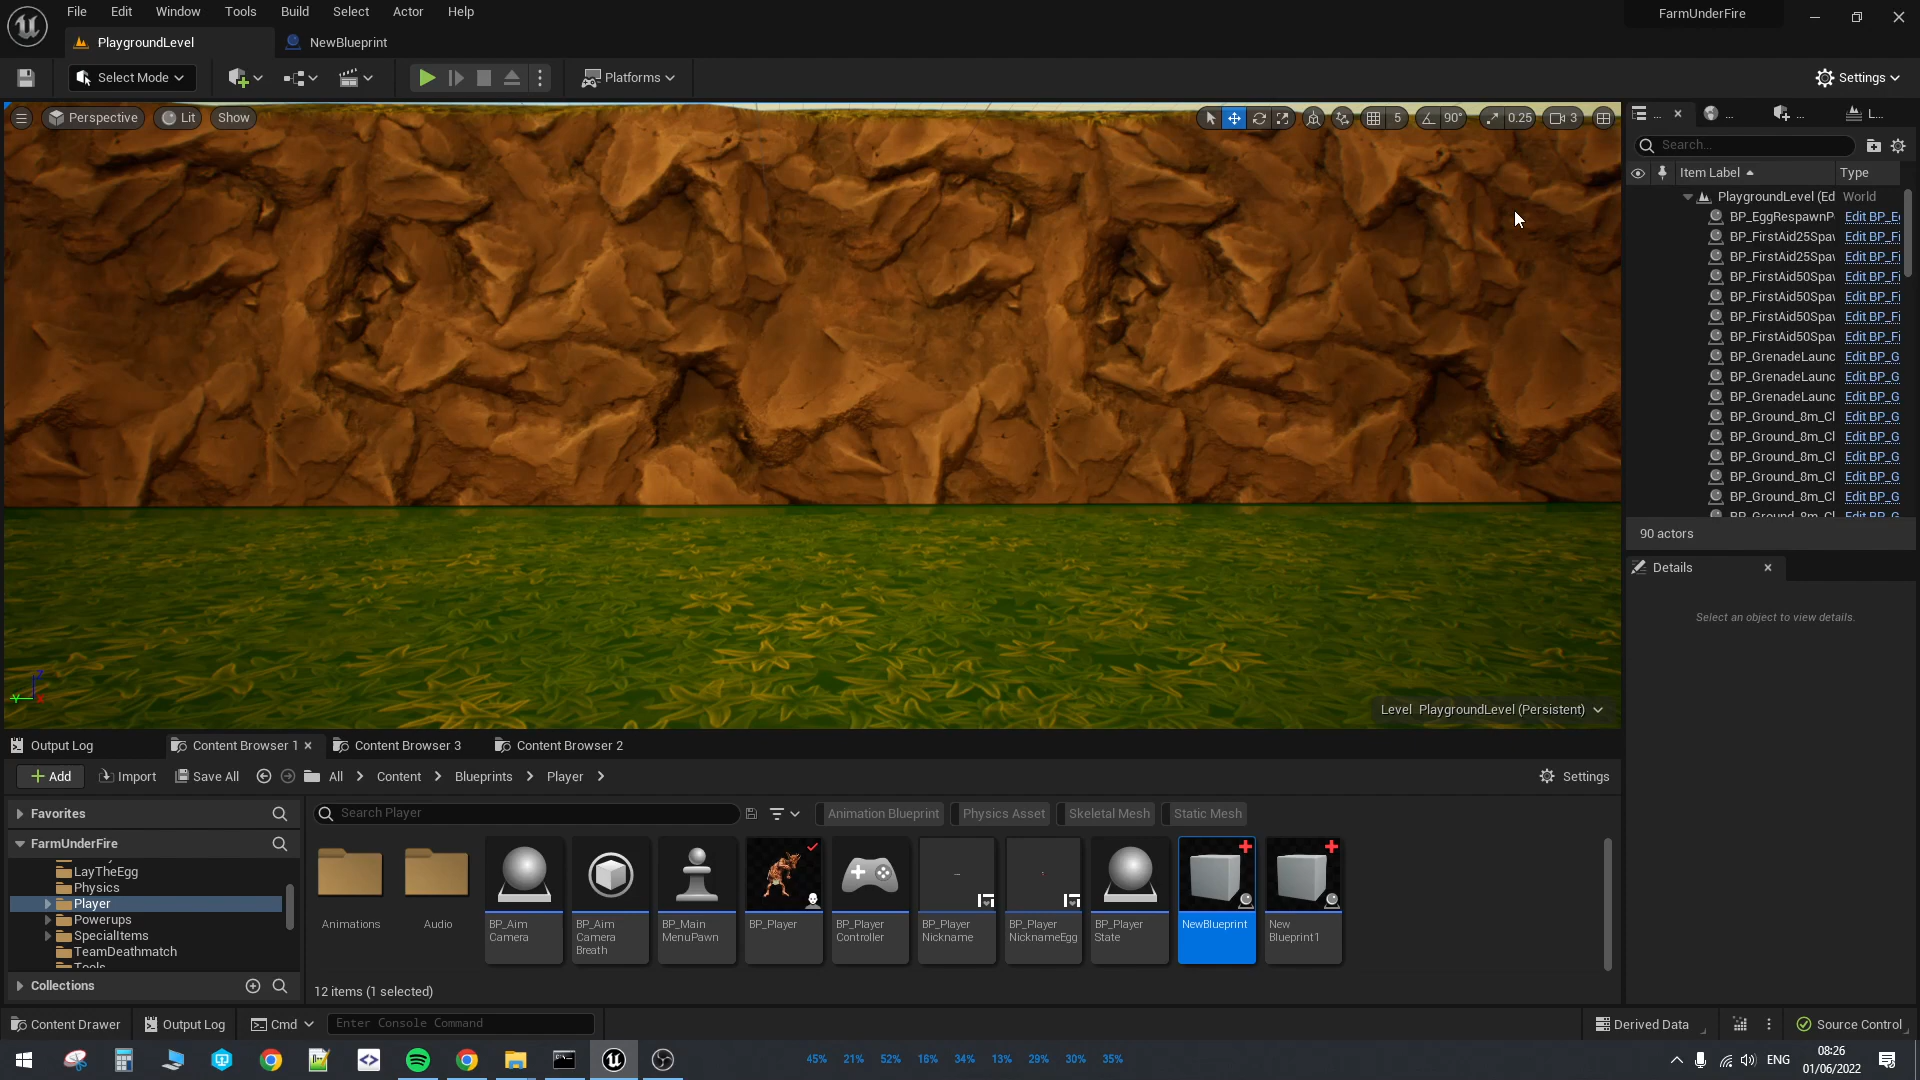 File Edit Window Tools Build Select Actor Help
FarmUnderFire
PlaygroundLevel
NewBlueprint
Select Mode
Platforms
Settings
Perspective
Lit
Show
5
90°
0.25
3
...
...
L...
Search...
Item Label
Type
PlaygroundLevel (Ed
World
BP_EggRespawnP
Edit BP_E
BP_FirstAid25Spa
Edit BP_Fi
BP_FirstAid25Spa
Edit BP_Fi
BP_FirstAid50Spa
Edit BP_Fi
BP_FirstAid50Spa
Edit BP_Fi
BP_FirstAid50Spa
Edit BP_Fi
BP_FirstAid50Spa
Edit BP_Fi
BP_GrenadeLaunc
Edit BP_G
BP_GrenadeLaunc
Edit BP_G
BP_GrenadeLaunc
Edit BP_G
BP_Ground_8m_Cl
Edit BP_G
BP_Ground_8m_Cl
Edit BP_G
BP_Ground_8m_Cl
Edit BP_G
BP_Ground_8m_Cl
Edit BP_G
BP_Ground_8m_Cl
Edit BP_G
BP_Ground_8m_Cl
Edit BP_G
90 actors
Details
Select an object to view details.
Level PlaygroundLevel (Persistent)
Output Log
Content Browser 1
Content Browser 3
Content Browser 2
Add
Import
Save All
All
Content
Blueprints
Player
Settings
Favorites
Search Player
Animation Blueprint
Physics Asset
Skeletal Mesh
Static Mesh
FarmUnderFire
LayTheEgg
Physics
Player
Powerups
SpecialItems
TeamDeathmatch
Tools
Collections
Animations
Audio
BP_Aim
Camera
BP_Aim
Camera
Breath
BP_Main
MenuPawn
BP_Player
BP_Player
Controller
BP_Player
Nickname
BP_Player
NicknameEgg
BP_Player
State
NewBlueprint
New
Blueprint1
12 items (1 selected)
Content Drawer
Output Log
Cmd
Enter Console Command
Derived Data
Source Control
45% 21% 52% 16% 34% 13% 29% 30% 35%
ENG
08:26
01/06/2022